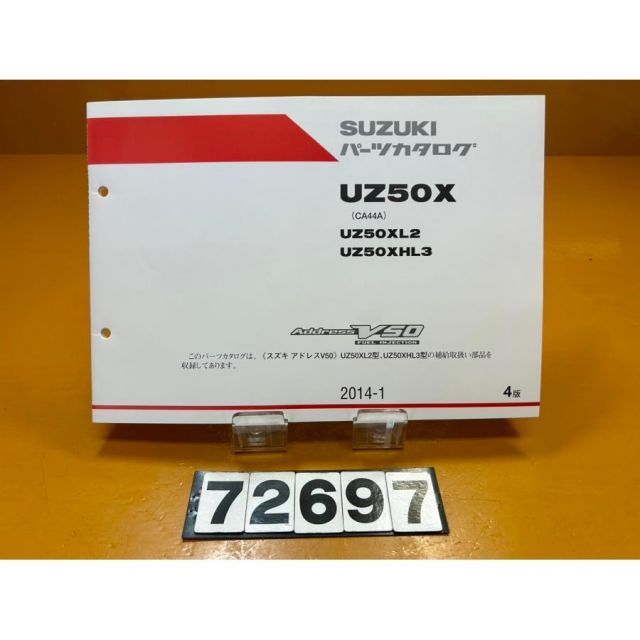 SUZUKI
パーツカタログ
UZ50X
(CA44A)
UZ50XL2
UZ50XHL3
Address V50
FUEL INJECTION
このパーツカタログは、《スズキ アドレスV50》UZ50XL2型、UZ50XHL3型の補給取扱い部品を
収録してあります。
2014-1
4版
72697